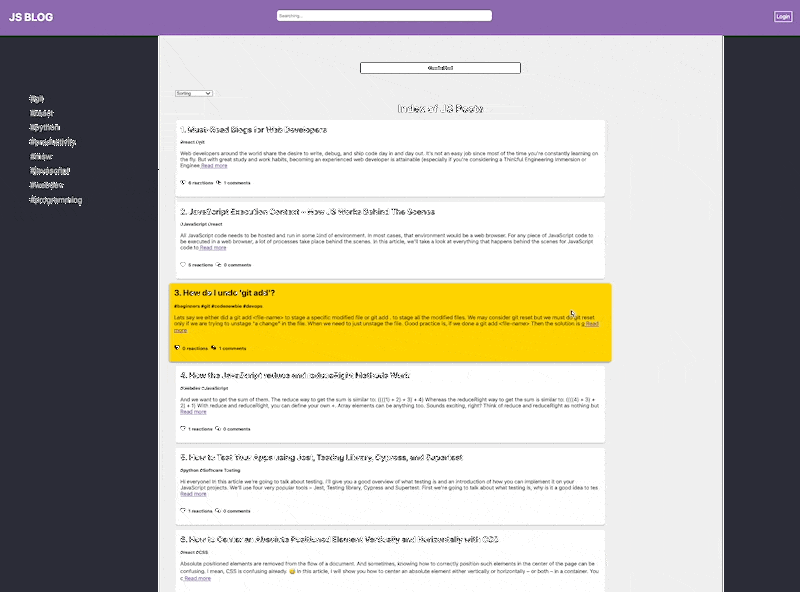 JS BLOG
Searching...
Login
Sorting
Index of JS Posts
1. Must-Read Blogs for Web Developers
#react #git
Web developers around the world share the desire to write, debug, and ship code day in and day out. It's not an easy job since most of the time you're constantly learning on
the fly. But with great study and work habits, becoming an experienced web developer is attainable (especially if you're considering a Thinkful Engineering Immersion or
Enginee Read more
6 reactions 1 comments
2. JavaScript Execution Context – How JS Works Behind The Scenes
#JavaScript #react
All JavaScript code needs to be hosted and run in some kind of environment. In most cases, that environment would be a web browser. For any piece of JavaScript code to
be executed in a web browser, a lot of processes take place behind the scenes. In this article, we'll take a look at everything that happens behind the scenes for JavaScript
code to Read more
5 reactions 0 comments
3. How do I undo 'git add'?
#beginners #git #codenewbie #devops
Lets say we either did a git add <file-name> to stage a specific modified file or git add . to stage all the modified files. We may consider git reset but we must do git reset
only if we are trying to unstage "a change" in the file. When we need to just unstage the file. Good practice is, if we done a git add <file-name> Then the solution is g Read
more
0 reactions 1 comments
4. How the JavaScript reduce and reduceRight Methods Work
#Webdev #JavaScript
And we want to get the sum of them. The reduce way to get the sum is similar to: ((((1) + 2) + 3) + 4) Whereas the reduceRight way to get the sum is similar to: ((((4) + 3) +
2) + 1) With reduce and reduceRight, you can define your own +. Array elements can be anything too. Sounds exciting, right? Think of reduce and reduceRight as nothing but
Read more
1 reactions 0 comments
5. How to Test Your Apps using Jest, Testing Library, Cypress, and Supertest
#python #Software Testing
Hi everyone! In this article we're going to talk about testing. I'll give you a good overview of what testing is and an introduction of how you can implement it on your
JavaScript projects. We'll use four very popular tools – Jest, Testing library, Cypress and Supertest. First we're going to talk about what testing is, why is it a good idea to tes
Read more
1 reactions 0 comments
6. How to Center an Absolute Positioned Element Vertically and Horizontally with CSS
#react #CSS
Absolute positioned elements are removed from the flow of a document. And sometimes, knowing how to correctly position such elements in the center of the page can be
confusing. I mean, CSS is confusing already. 😅 In this article, I will show you how to center an absolute element either vertically or horizontally – or both – in a container. You
c Read more